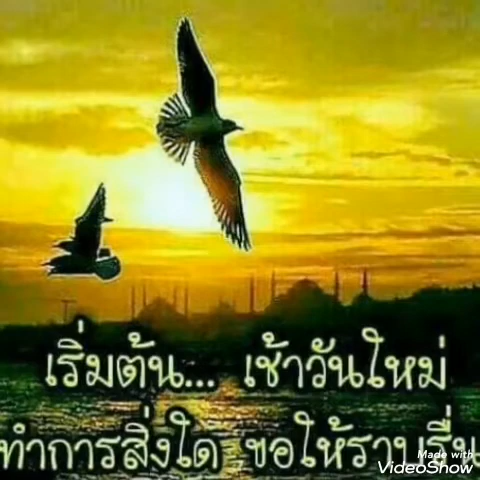 เริ่มต้น... เช้าวันใหม่
ทำการสิ่งใด ขอให้ราบรื่น
Made with
VideoShow